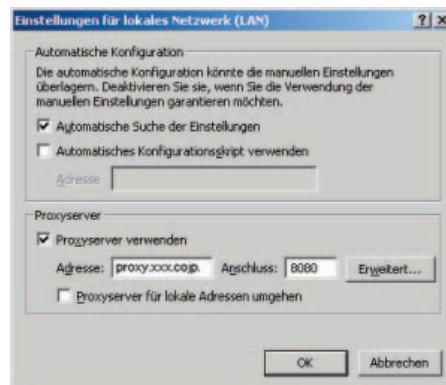 Einstellungen für lokales Netzwerk (LAN)
Automatische Konfiguration
Die automatische Konfiguration könnte die manuellen Einstellungen
überlagern. Deaktivieren Sie sie, wenn Sie die Verwendung der
manuellen Einstellungen garantieren möchten.
Automatische Suche der Einstellungen
Automatisches Konfigurationsskript verwenden
Adresse
Proxyserver
Proxyserver verwenden
Adresse: proxy.xxx.co.jp. Anschluss: 8080 Erweitert...
Proxyserver für lokale Adressen umgehen
OK Abbrechen